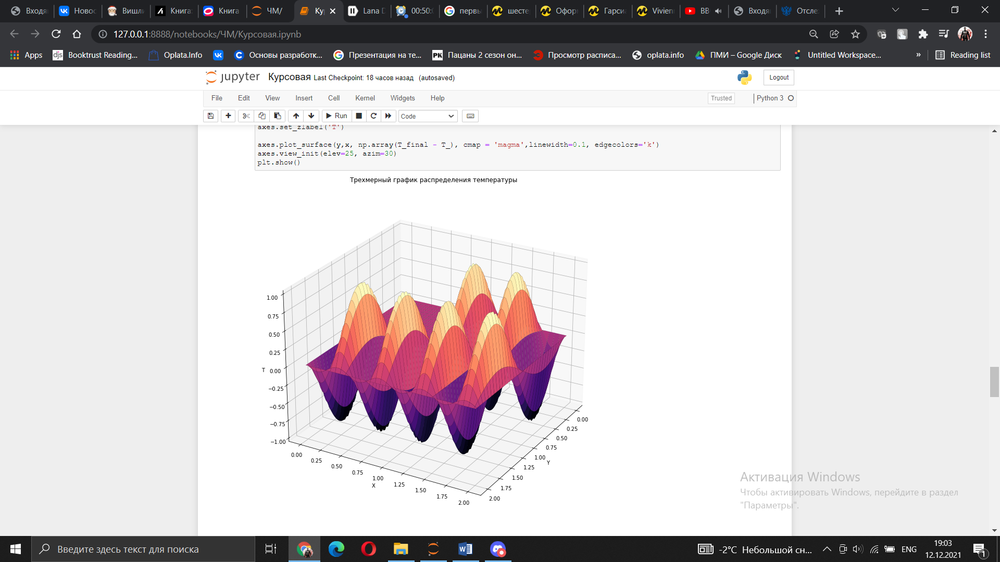 Входя
Новос
Вишли
Книга:
Книга
ЧМ/
Ку
Lana D
00:50:
первы
шесте
Офор
Гарси
Vivien
BB
Входя
Отсле
127.0.0.1:8888/notebooks/ЧМ/Курсовая.ipynb
Apps
Booktrust Reading...
Oplata.Info
Основы разработк...
Презентация на те...
PK Пацаны 2 сезон он...
Просмотр расписа...
oplata.info
ПМИ – Google Диск
Untitled Workspace...
»
Reading list
jupyter Курсовая Last Checkpoint: 18 часов назад (autosaved)
Logout
File Edit View Insert Cell Kernel Widgets Help
Trusted
Python 3
Run
Code
axes.set_zlabel('T')
axes.plot_surface(y,x, np.array(T_final - T_), cmap = 'magma',linewidth=0.1, edgecolors='k')
axes.view_init(elev=25, azim=30)
plt.show()
Трехмерный график распределения температуры
1.00
0.75
0.50
0.25
T 0.00
−0.25
−0.50
−0.75
−1.00
0.00
0.25
0.50
0.75
1.00
X
1.25
1.50
1.75
2.00
0.00
0.25
0.50
0.75
1.00
Y
1.25
1.50
1.75
2.00
Активация Windows
Чтобы активировать Windows, перейдите в раздел
"Параметры".
Введите здесь текст для поиска
-2°C Небольшой сн...
ENG
19:03
12.12.2021
1